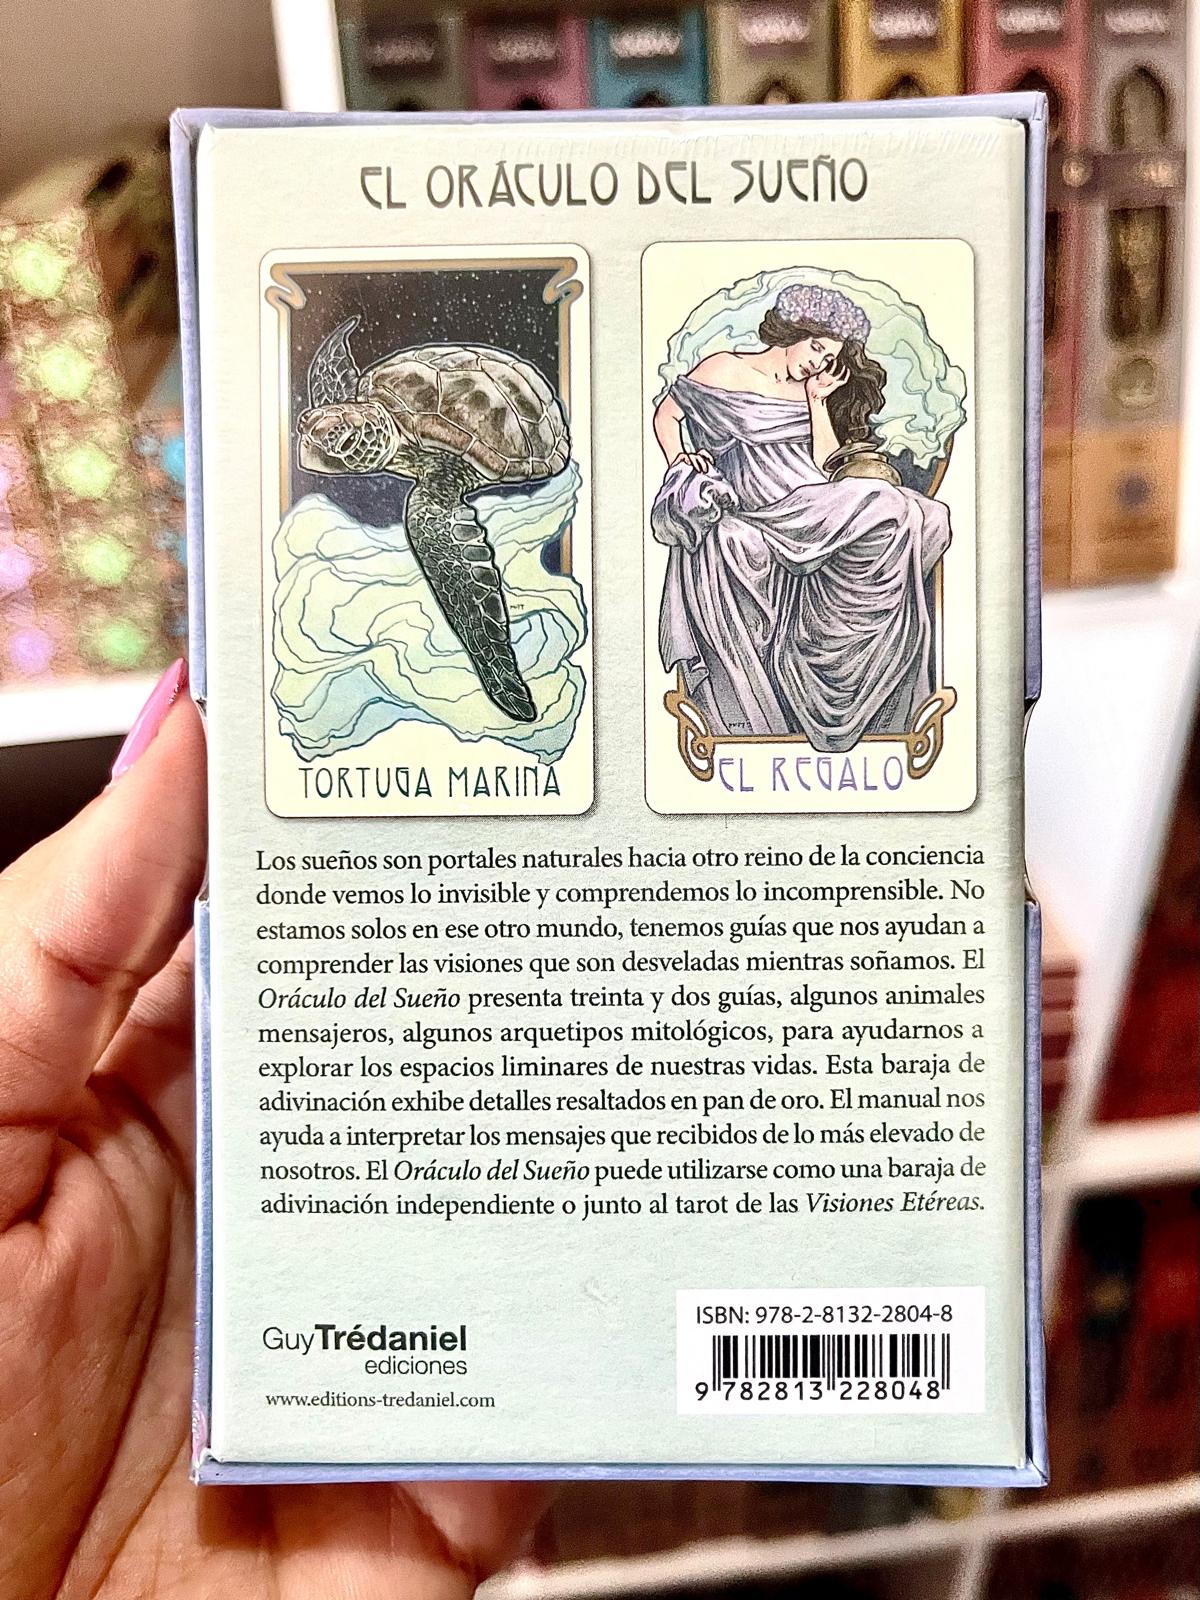 EL ORÁCULO DEL SUEÑO
TORTUGA MARINA
EL REGALO
Los sueños son portales naturales hacia otro reino de la conciencia
donde vemos lo invisible y comprendemos lo incomprensible. No
estamos solos en ese otro mundo, tenemos guías que nos ayudan a
comprender las visiones que son desveladas mientras soñamos. El
Oráculo del Sueño presenta treinta y dos guías, algunos animales
mensajeros, algunos arquetipos mitológicos, para ayudarnos a
explorar los espacios liminares de nuestras vidas. Esta baraja de
adivinación exhibe detalles resaltados en pan de oro. El manual nos
ayuda a interpretar los mensajes que recibidos de lo más elevado de
nosotros. El Oráculo del Sueño puede utilizarse como una baraja de
adivinación independiente o junto al tarot de las Visiones Etéreas.
GuyTrédaniel
ediciones
www.editions-tredaniel.com
ISBN: 978-2-8132-2804-8
9 782813 228048